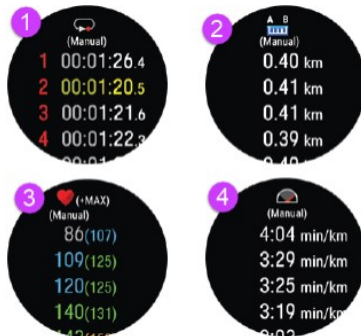 1
(Manual)
1 00:01:26.4
2 00:01:20.5
3 00:01:21.6
4 00:01:22.3
2
A B
(Manual)
0.40 km
0.41 km
0.41 km
0.39 km
3
(+MAX)
(Manual)
86(107)
109(125)
120(125)
140(131)
4
(Manual)
4:04 min/km
3:29 min/km
3:25 min/km
3:19 min/km